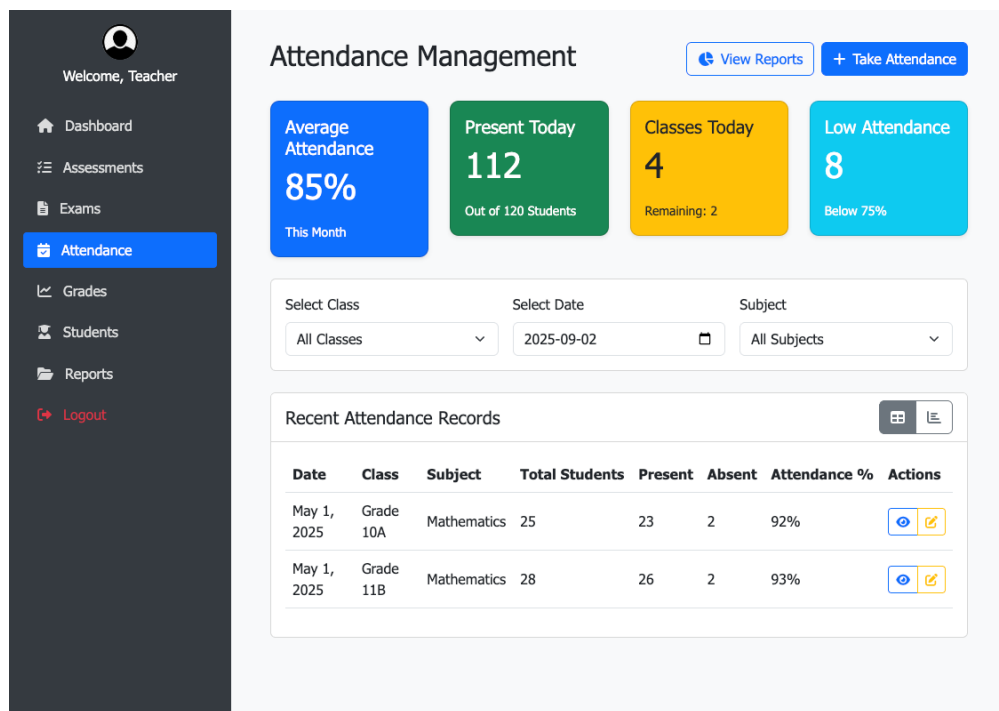 Welcome, Teacher
Dashboard
Assessments
Exams
Attendance
Grades
Students
Reports
Logout
Attendance Management
View Reports
Take Attendance
Average
Attendance
85%
This Month
Present Today
112
Out of 120 Students
Classes Today
4
Remaining: 2
Low Attendance
8
Below 75%
Select Class
All Classes
Select Date
2025-09-02
Subject
All Subjects
Recent Attendance Records
Date Class Subject Total Students Present Absent Attendance % Actions
May 1, Grade
2025 10A Mathematics 25 23 2 92%
May 1, Grade
2025 11B Mathematics 28 26 2 93%